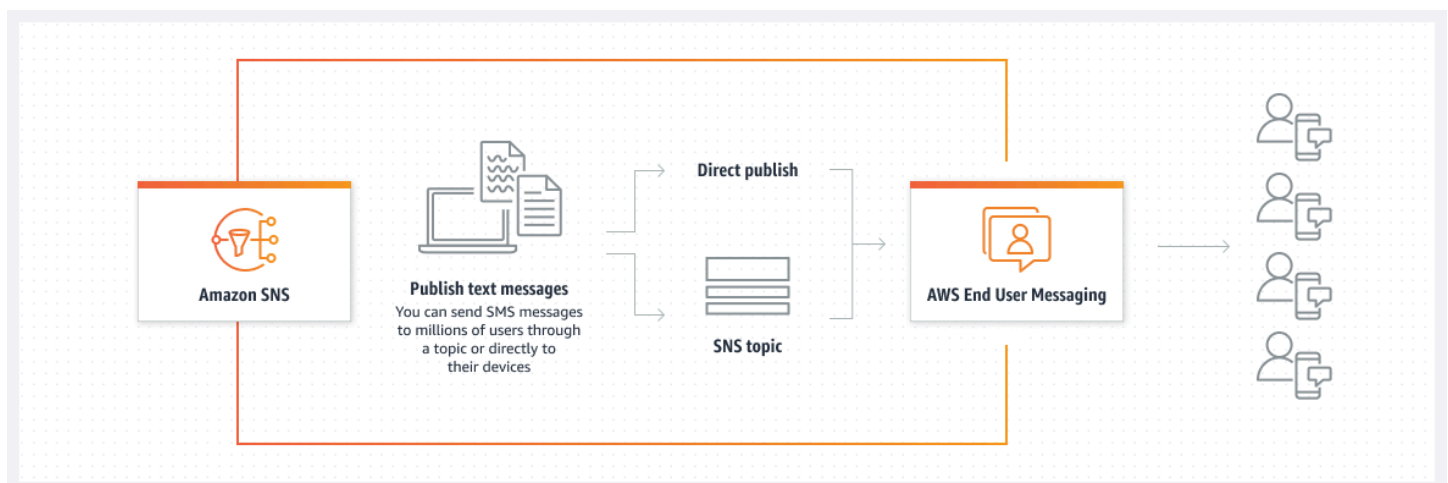 Amazon SNS
Publish text messages
You can send SMS messages
to millions of users through
a topic or directly to
their devices
Direct publish
SNS topic
AWS End User Messaging